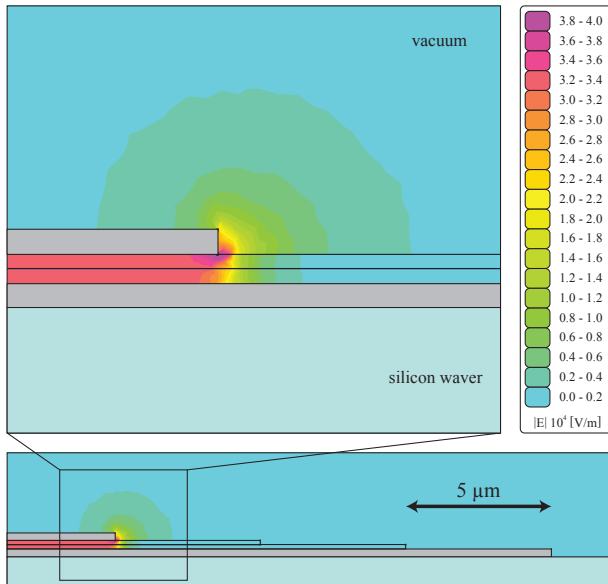 vacuum
silicon waver
3.8 - 4.0
3.6 - 3.8
3.4 - 3.6
3.2 - 3.4
3.0 - 3.2
2.8 - 3.0
2.6 - 2.8
2.4 - 2.6
2.2 - 2.4
2.0 - 2.2
1.8 - 2.0
1.6 - 1.8
1.4 - 1.6
1.2 - 1.4
1.0 - 1.2
0.8 - 1.0
0.6 - 0.8
0.4 - 0.6
0.2 - 0.4
0.0 - 0.2
|E| 10⁴ [V/m]
5 µm